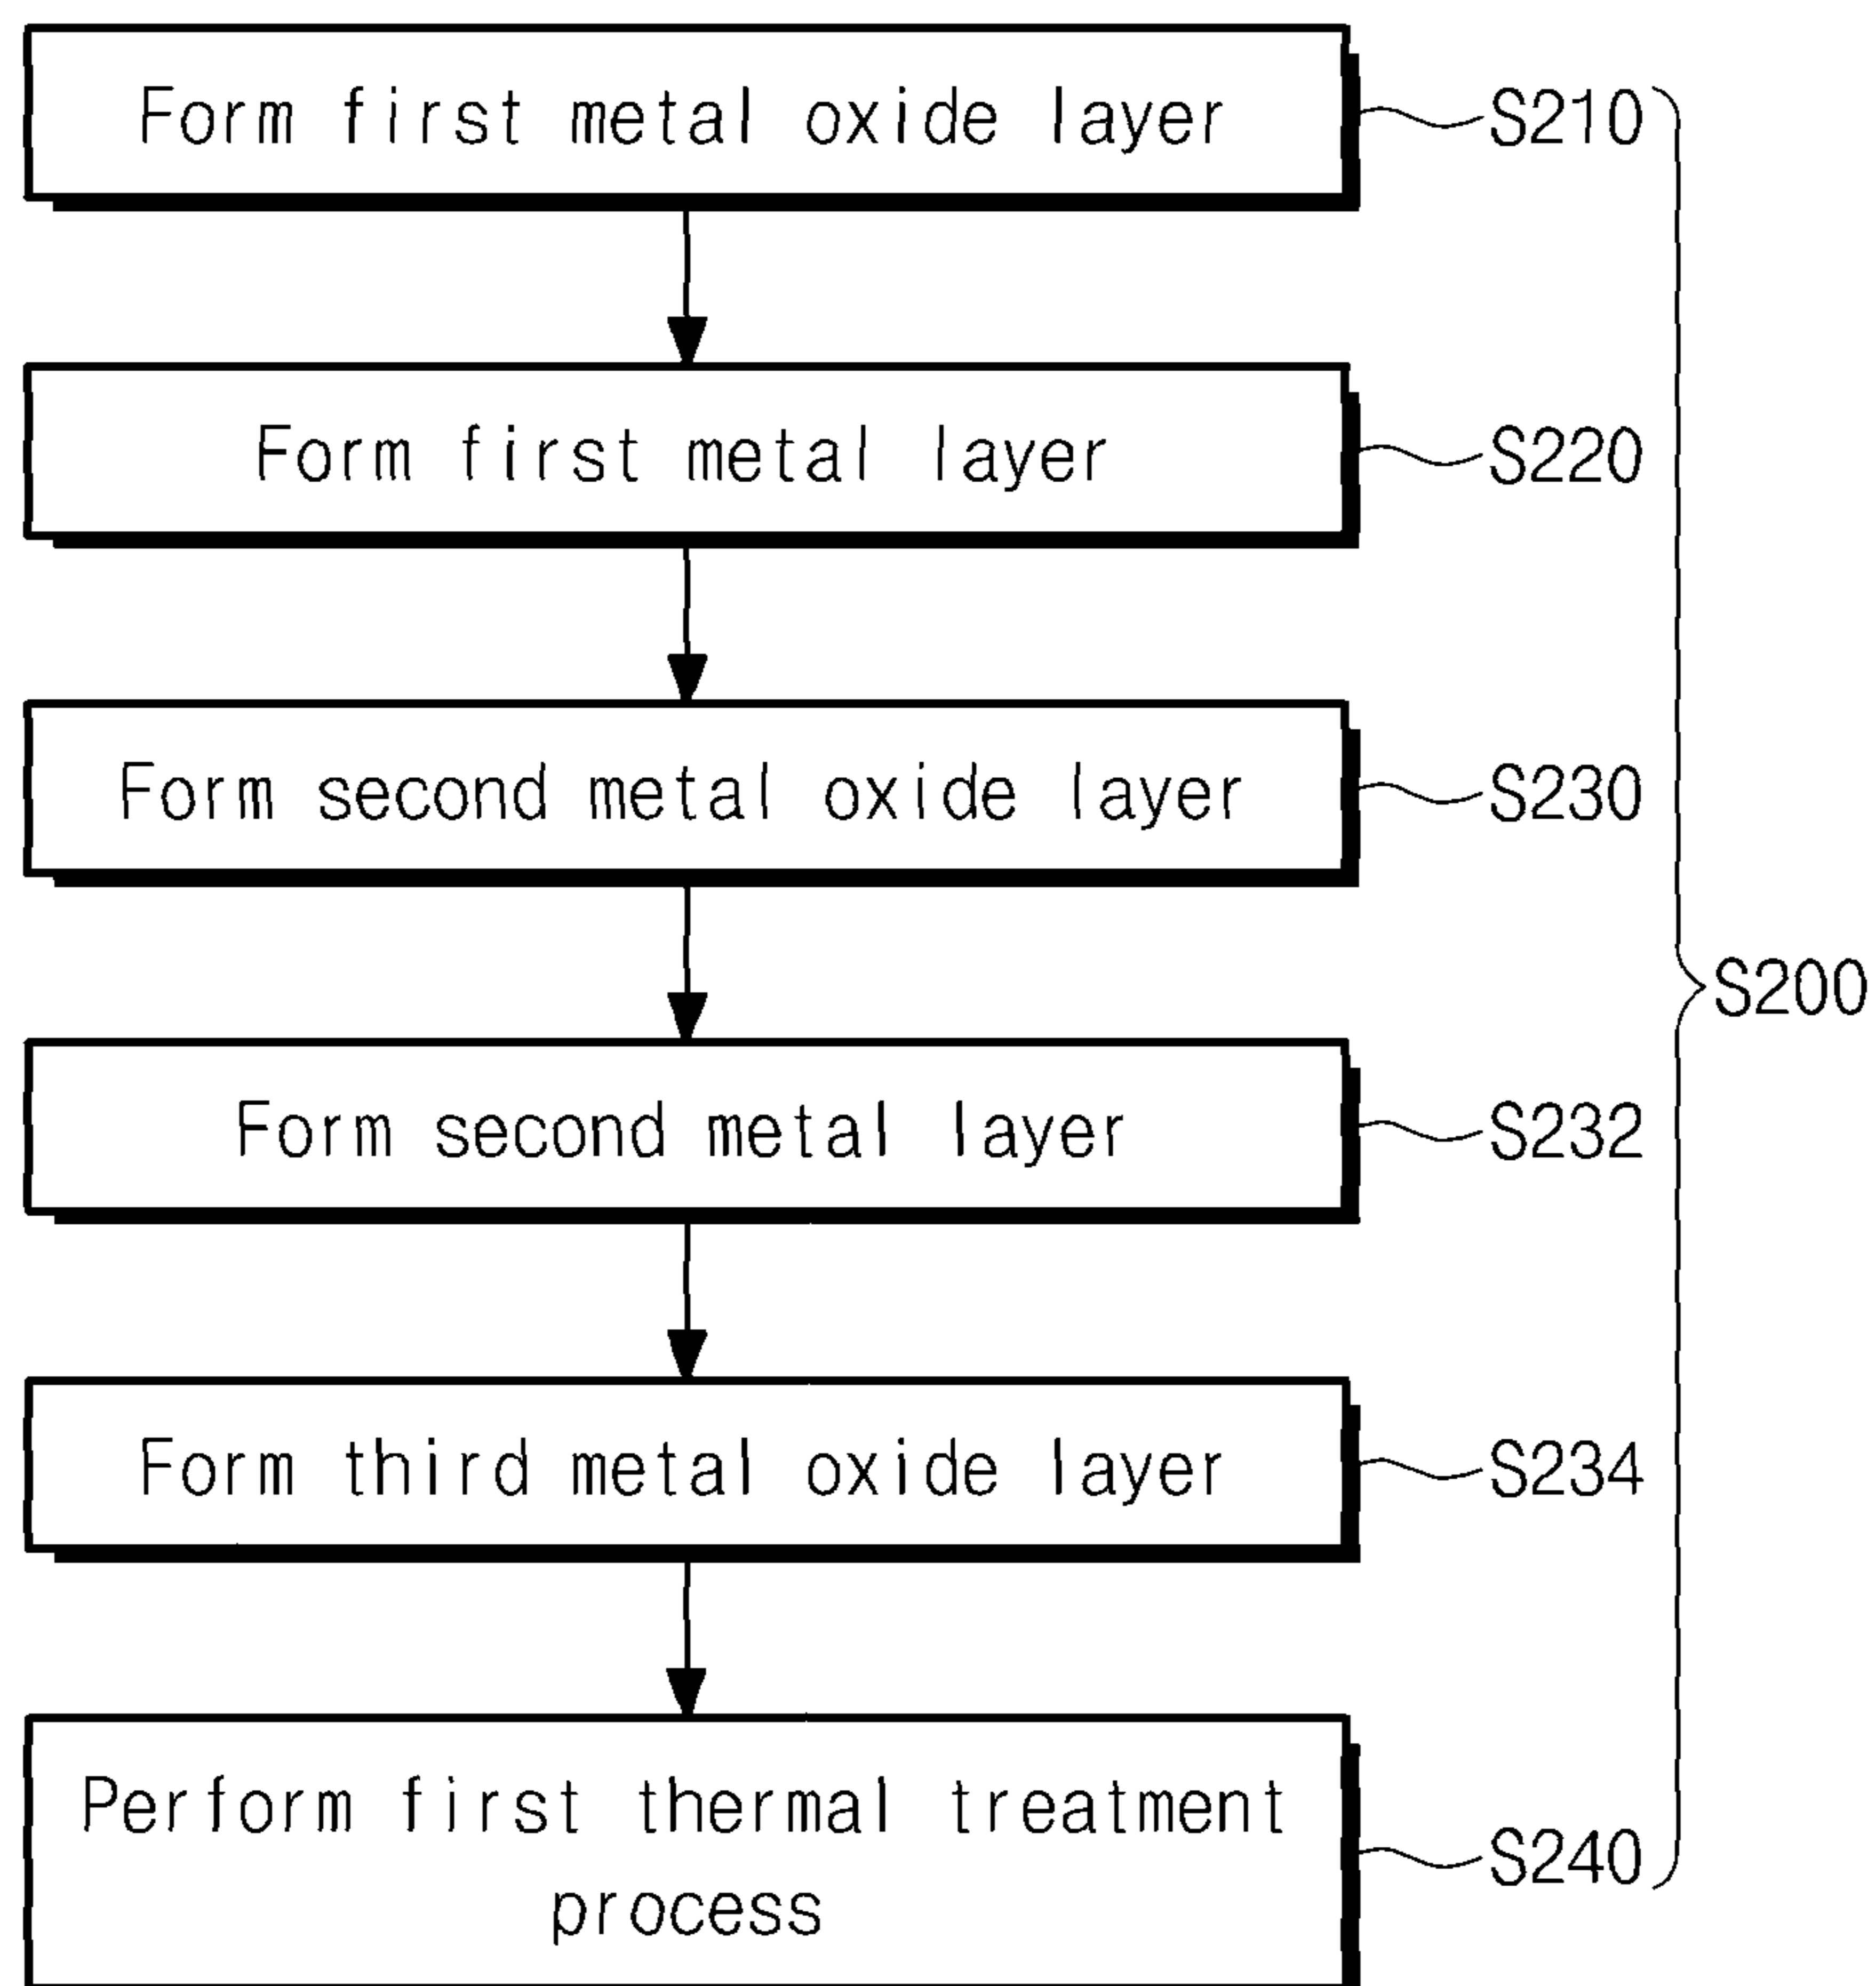 Form first metal oxide layer
S210
Form first metal layer
S220
Form second metal oxide layer
S230
S200
Form second metal layer
S232
Form third metal oxide layer
S234
Perform first thermal treatment
process
S240